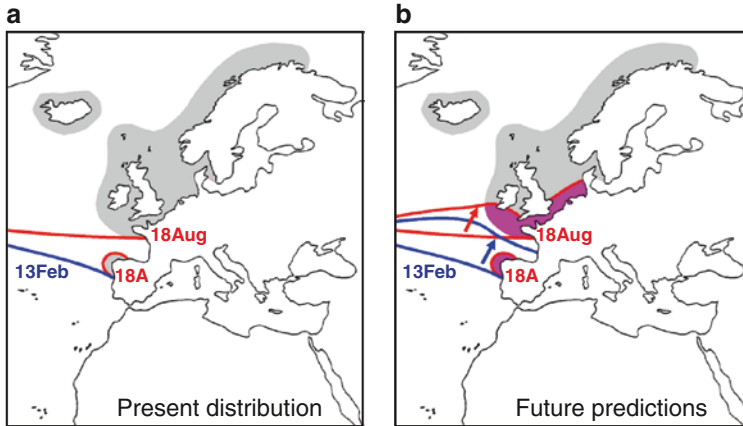 a
18Aug
13Feb
18A
Present distribution
b
18Aug
13Feb
18A
Future predictions